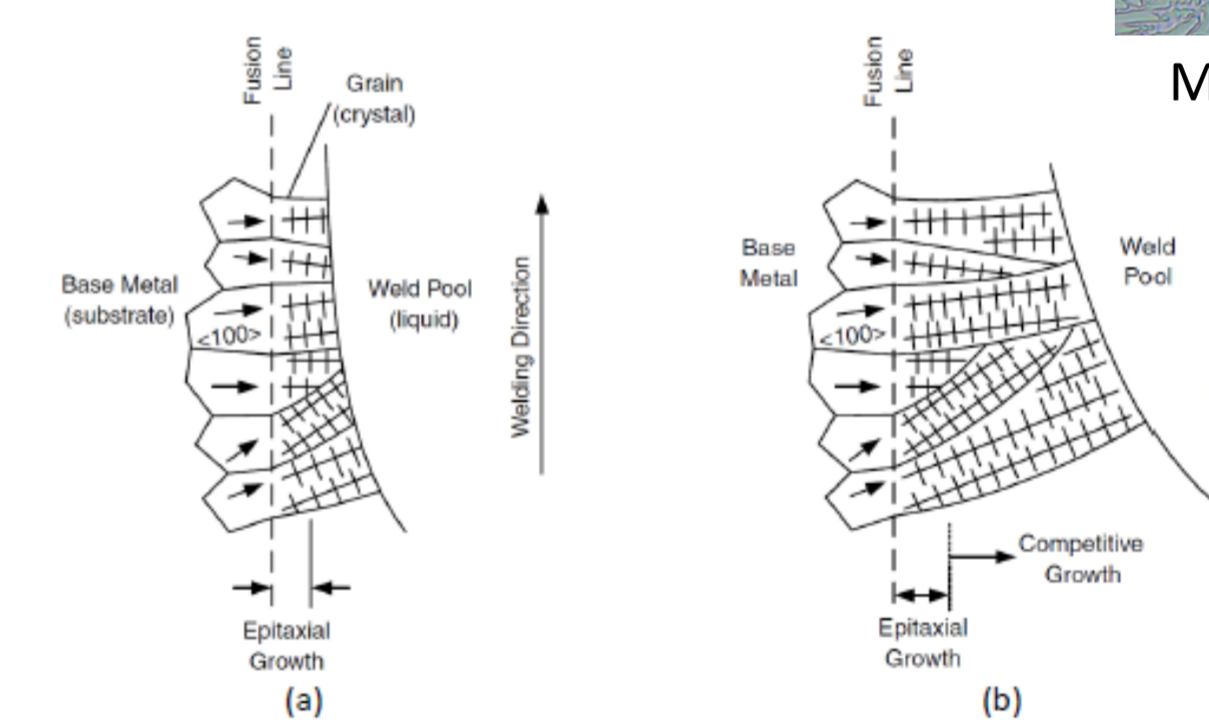 Fusion
Line
Grain
(crystal)
Base Metal
(substrate)
<100>
Weld Pool
(liquid)
Welding Direction
Epitaxial
Growth
(a)
Fusion
Line
Base
Metal
<100>
Weld
Pool
Competitive
Growth
Epitaxial
Growth
(b)
M